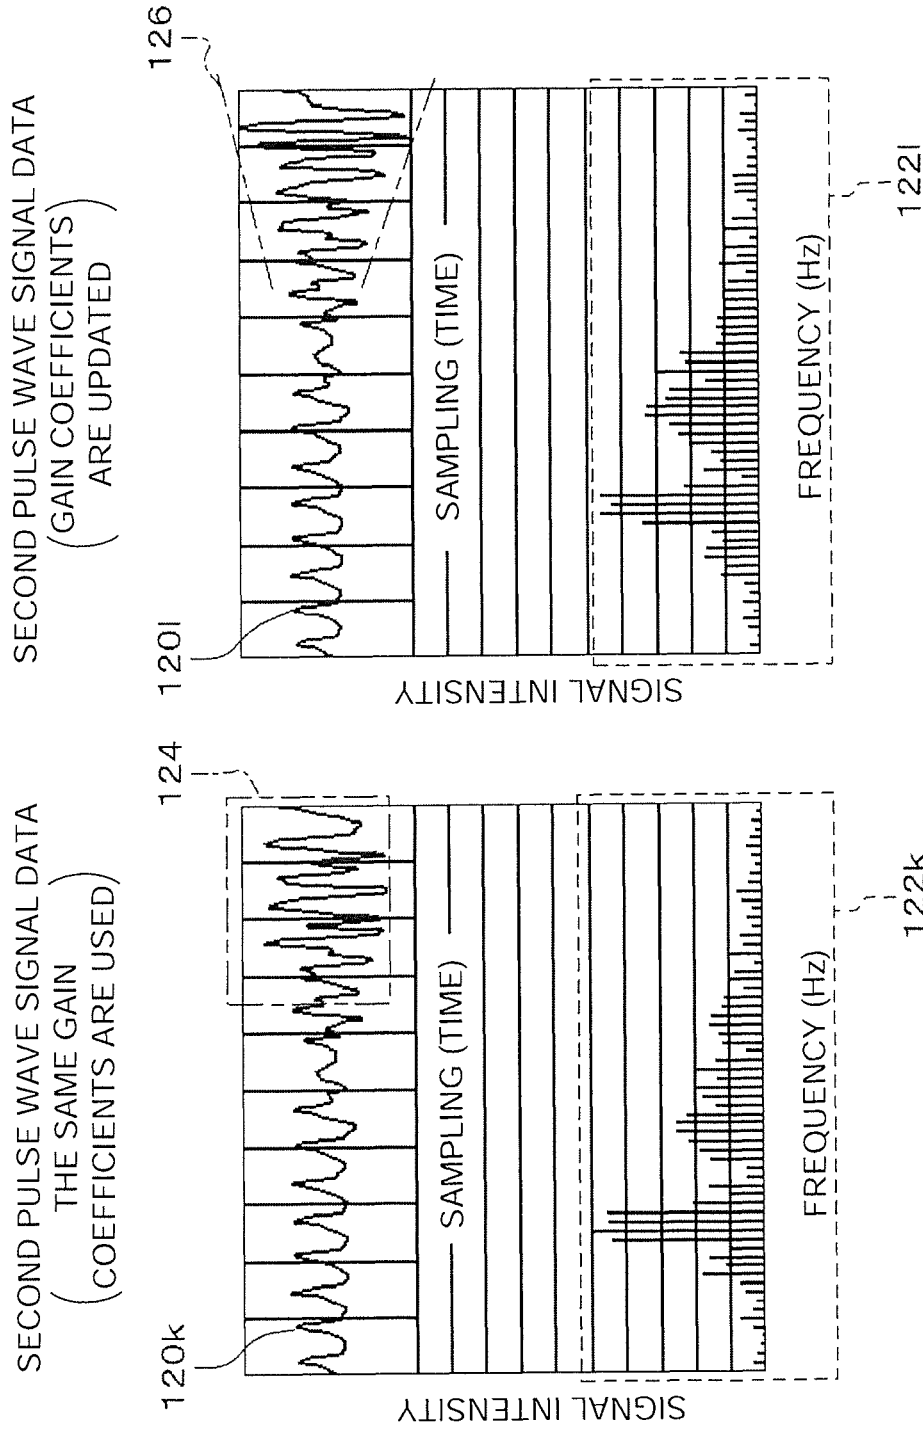 SECOND PULSE WAVE SIGNAL DATA
(THE SAME GAIN
COEFFICIENTS ARE USED)
120k
124
SIGNAL INTENSITY
SAMPLING (TIME)
FREQUENCY (Hz)
122k
SECOND PULSE WAVE SIGNAL DATA
(GAIN COEFFICIENTS
ARE UPDATED)
120l
126
SIGNAL INTENSITY
SAMPLING (TIME)
FREQUENCY (Hz)
122l